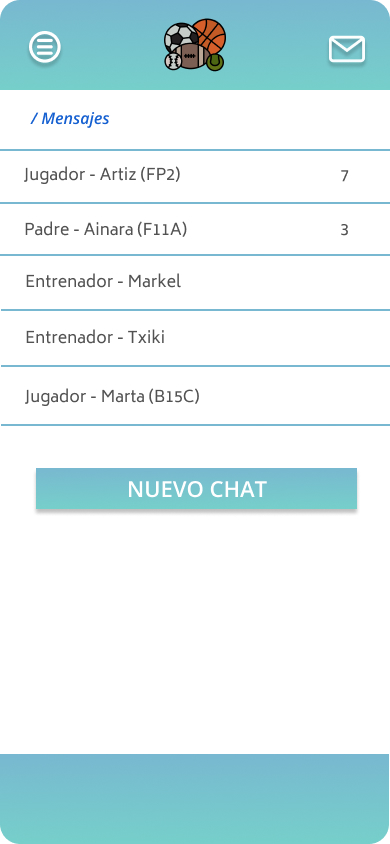 / Mensajes
Jugador - Artiz (FP2) 7
Padre - Ainara (F11A) 3
Entrenador - Markel
Entrenador - Txiki
Jugador - Marta (B15C)
NUEVO CHAT